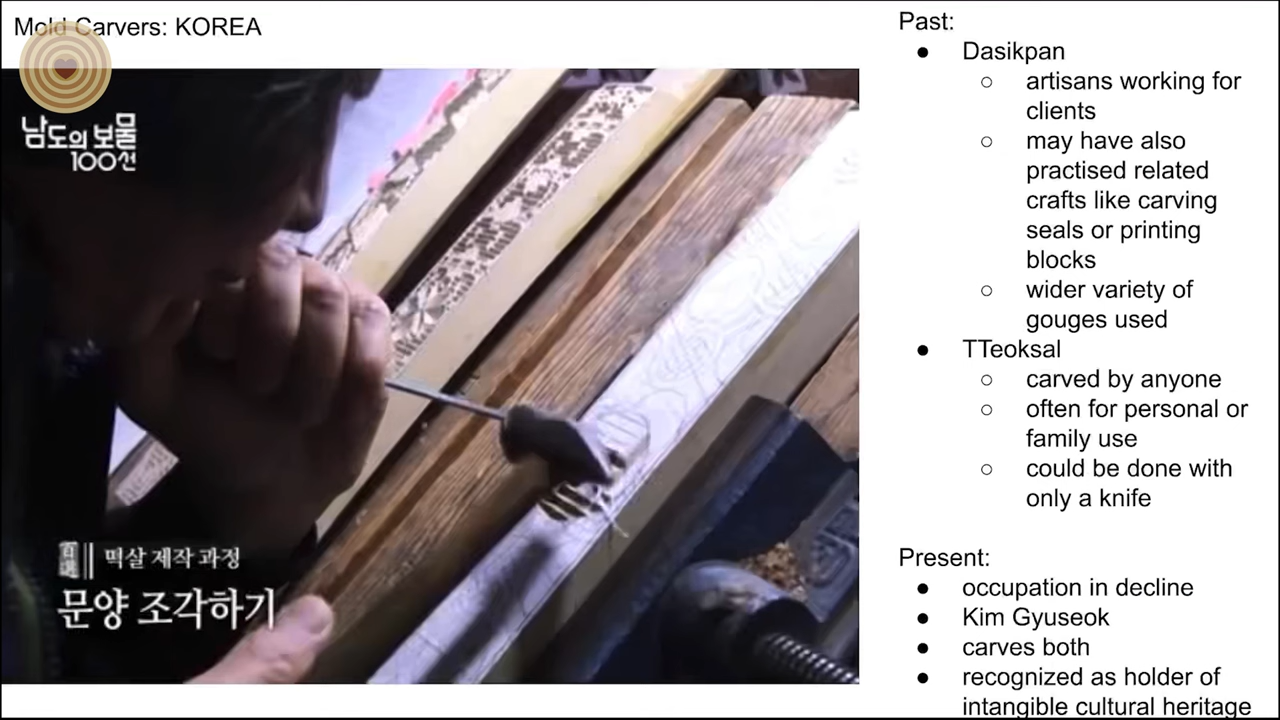 Mold Carvers: KOREA
남도의 보물
100선
떡살 제작 과정
문양 조각하기
Past:
● Dasikpan
○ artisans working for
clients
○ may have also
practised related
crafts like carving
seals or printing
blocks
○ wider variety of
gouges used
● TTeoksal
○ carved by anyone
○ often for personal or
family use
○ could be done with
only a knife
Present:
● occupation in decline
● Kim Gyuseok
● carves both
● recognized as holder of
intangible cultural heritage